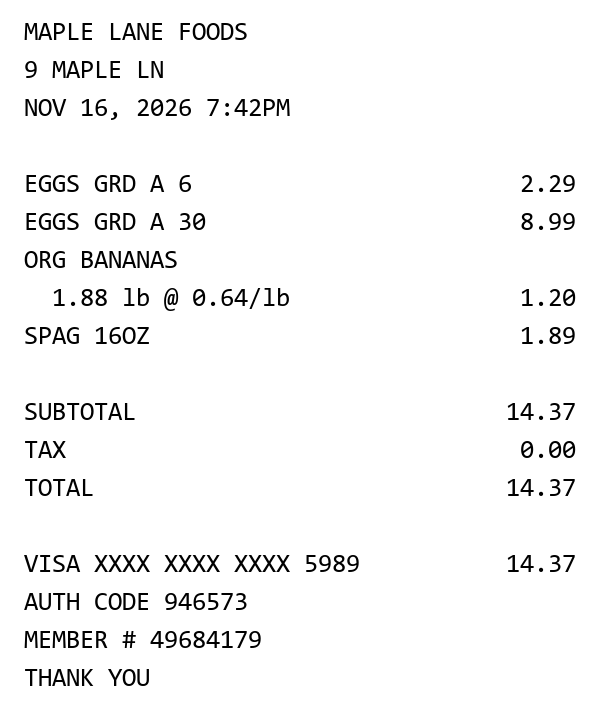 MAPLE LANE FOODS
9 MAPLE LN
NOV 16, 2026 7:42PM
EGGS GRD A 6 2.29
EGGS GRD A 30 8.99
ORG BANANAS
1.88 lb @ 0.64/lb 1.20
SPAG 16OZ 1.89
SUBTOTAL 14.37
TAX 0.00
TOTAL 14.37
VISA XXXX XXXX XXXX 5989 14.37
AUTH CODE 946573
MEMBER # 49684179
THANK YOU